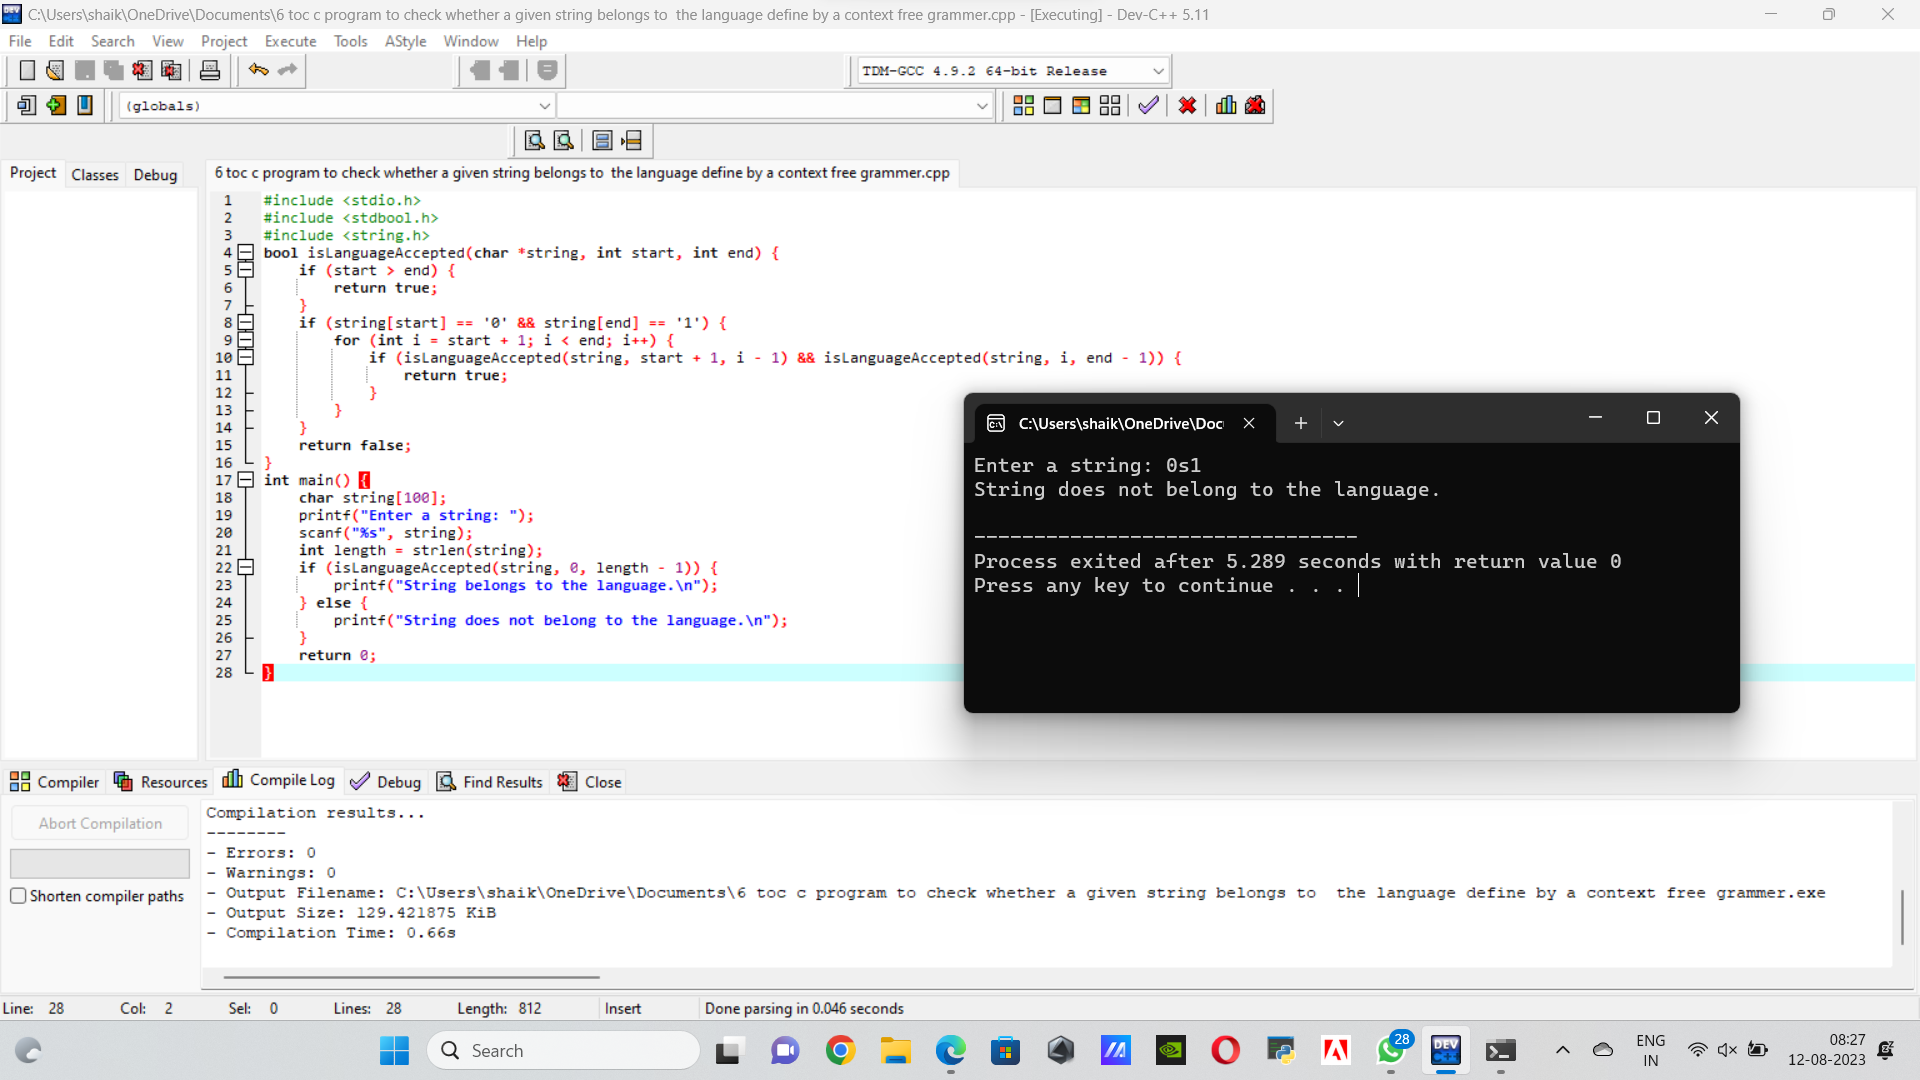 C:\Users\shaik\OneDrive\Documents\6 toc c program to check whether a given string belongs to  the language define by a context free grammer.cpp - [Executing] - Dev-C++ 5.11
File Edit Search View Project Execute Tools AStyle Window Help
TDM-GCC 4.9.2 64-bit Release
(globals)
Project Classes Debug
6 toc c program to check whether a given string belongs to  the language define by a context free grammer.cpp
1 #include <stdio.h>
2 #include <stdbool.h>
3 #include <string.h>
4 bool isLanguageAccepted(char *string, int start, int end) {
5     if (start > end) {
6         return true;
7     }
8     if (string[start] == '0' && string[end] == '1') {
9         for (int i = start + 1; i < end; i++) {
10             if (isLanguageAccepted(string, start + 1, i - 1) && isLanguageAccepted(string, i, end - 1)) {
11                 return true;
12             }
13         }
14     }
15     return false;
16 }
17 int main() {
18     char string[100];
19     printf("Enter a string: ");
20     scanf("%s", string);
21     int length = strlen(string);
22     if (isLanguageAccepted(string, 0, length - 1)) {
23         printf("String belongs to the language.\n");
24     } else {
25         printf("String does not belong to the language.\n");
26     }
27     return 0;
28 }
C:\Users\shaik\OneDrive\Doc
Enter a string: 0s1
String does not belong to the language.
--------------------------------
Process exited after 5.289 seconds with return value 0
Press any key to continue . . .
Compiler Resources Compile Log Debug Find Results Close
Abort Compilation
Shorten compiler paths
Compilation results...
--------
- Errors: 0
- Warnings: 0
- Output Filename: C:\Users\shaik\OneDrive\Documents\6 toc c program to check whether a given string belongs to  the language define by a context free grammer.exe
- Output Size: 129.421875 KiB
- Compilation Time: 0.66s
Line: 28 Col: 2 Sel: 0 Lines: 28 Length: 812 Insert Done parsing in 0.046 seconds
Search
28
DEV C++
ENG
IN
08:27
12-08-2023